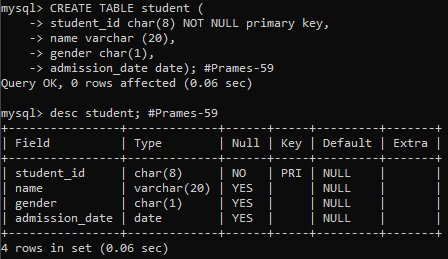 mysql> CREATE TABLE student (
    -> student_id char(8) NOT NULL primary key,
    -> name varchar (20),
    -> gender char(1),
    -> admission_date date); #Prames-59
Query OK, 0 rows affected (0.06 sec)

mysql> desc student; #Prames-59
+----------------+-------------+------+-----+---------+-------+
| Field          | Type        | Null | Key | Default | Extra |
+----------------+-------------+------+-----+---------+-------+
| student_id     | char(8)     | NO   | PRI | NULL    |       |
| name           | varchar(20) | YES  |     | NULL    |       |
| gender         | char(1)     | YES  |     | NULL    |       |
| admission_date | date        | YES  |     | NULL    |       |
+----------------+-------------+------+-----+---------+-------+
4 rows in set (0.06 sec)